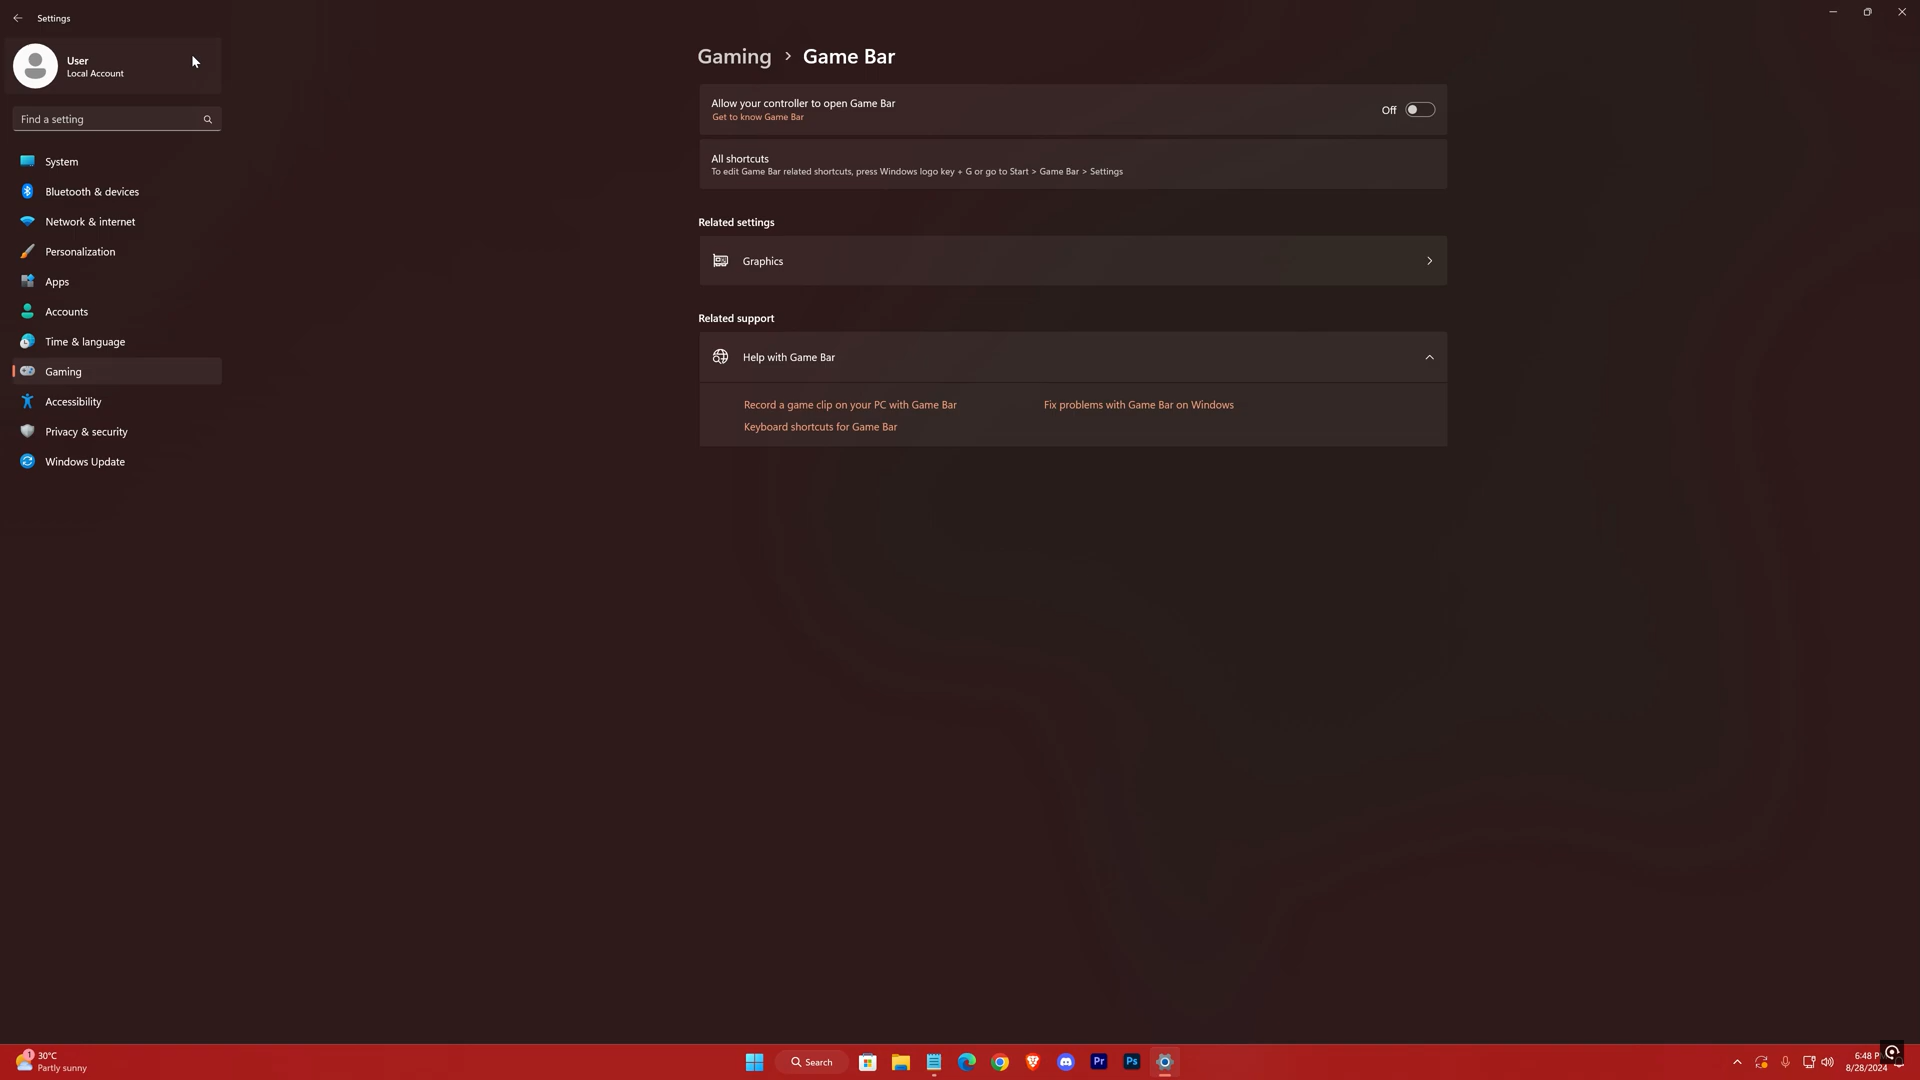 Settings
User
Local Account
Find a setting
System
Bluetooth & devices
Network & internet
Personalization
Apps
Accounts
Time & language
Gaming
Accessibility
Privacy & security
Windows Update
Gaming > Game Bar
Allow your controller to open Game Bar
Get to know Game Bar
Off
All shortcuts
To edit Game Bar related shortcuts, press Windows logo key + G or go to Start > Game Bar > Settings
Related settings
Graphics
Related support
Help with Game Bar
Record a game clip on your PC with Game Bar
Fix problems with Game Bar on Windows
Keyboard shortcuts for Game Bar
1
30°C
Partly sunny
Search
Pr
Ps
6:48 P
8/28/2024